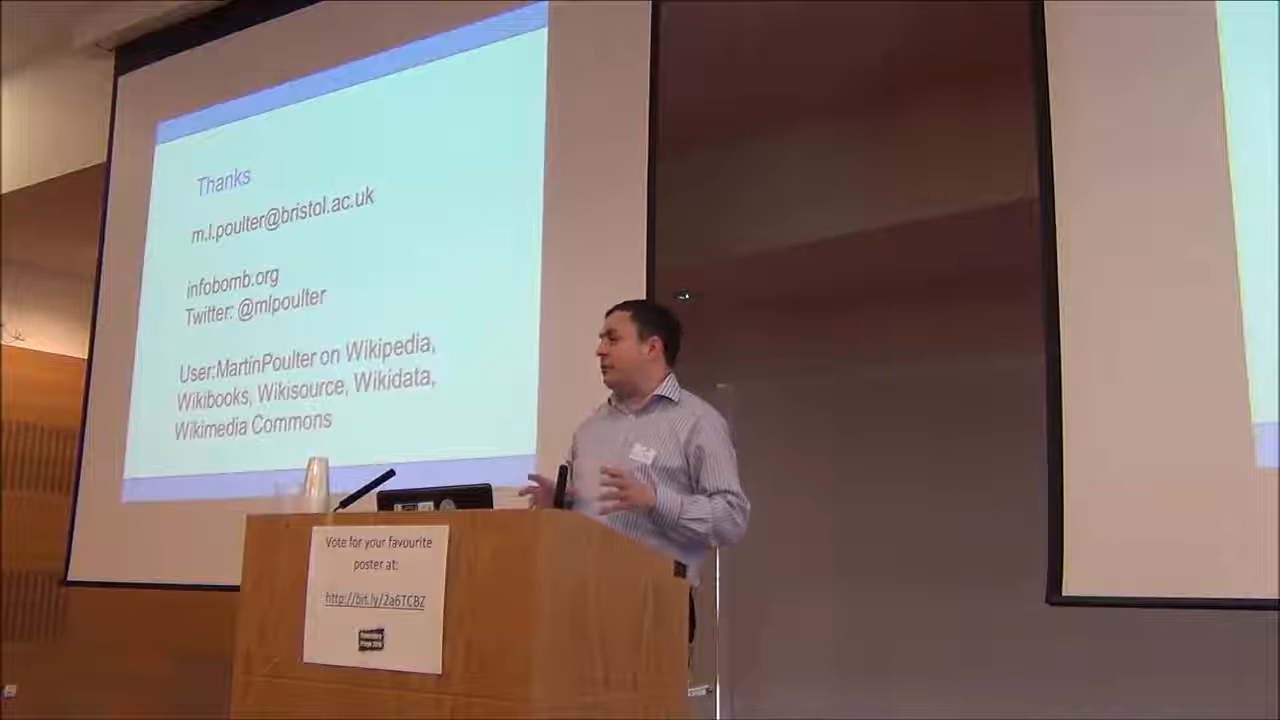 Thanks
m.l.poulter@bristol.ac.uk
infobomb.org
Twitter: @mlpoulter
User:MartinPoulter on Wikipedia,
Wikibooks, Wikisource, Wikidata,
Wikimedia Commons
Vote for your favourite
poster at:
http://bit.ly/2a6TCBZ